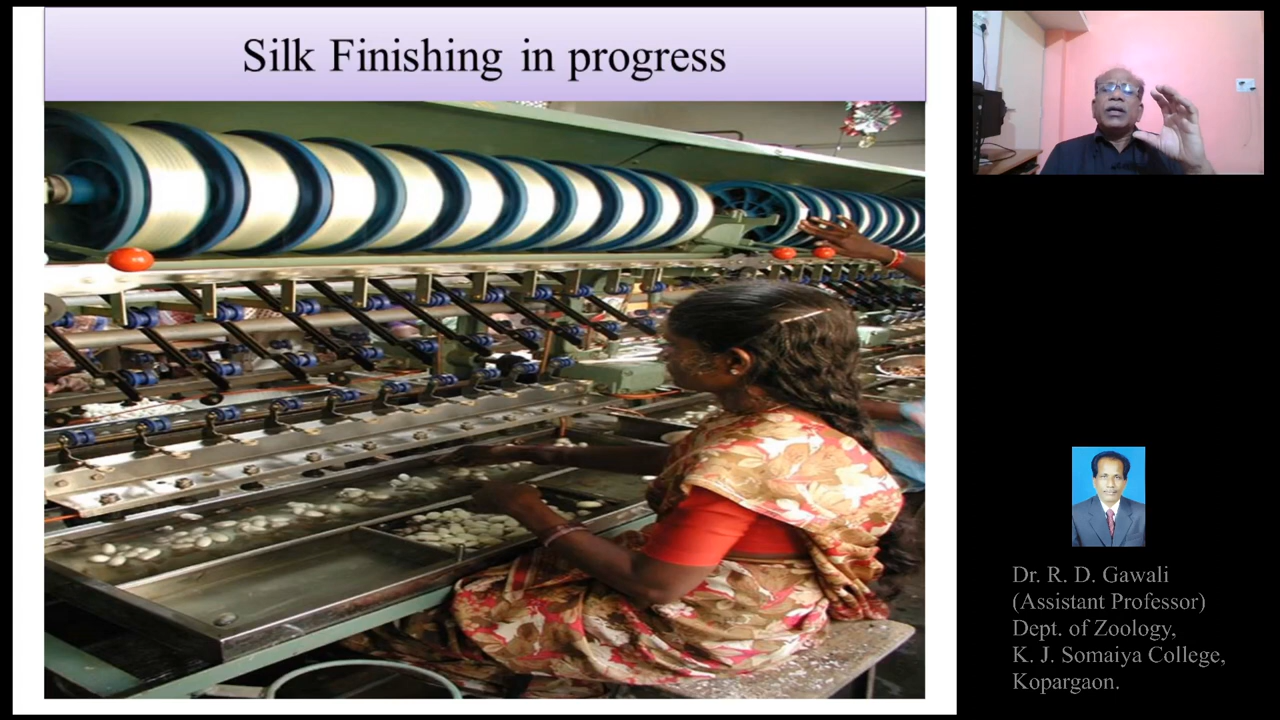 Silk Finishing in progress
Dr. R. D. Gawali
(Assistant Professor)
Dept. of Zoology,
K. J. Somaiya College,
Kopargaon.